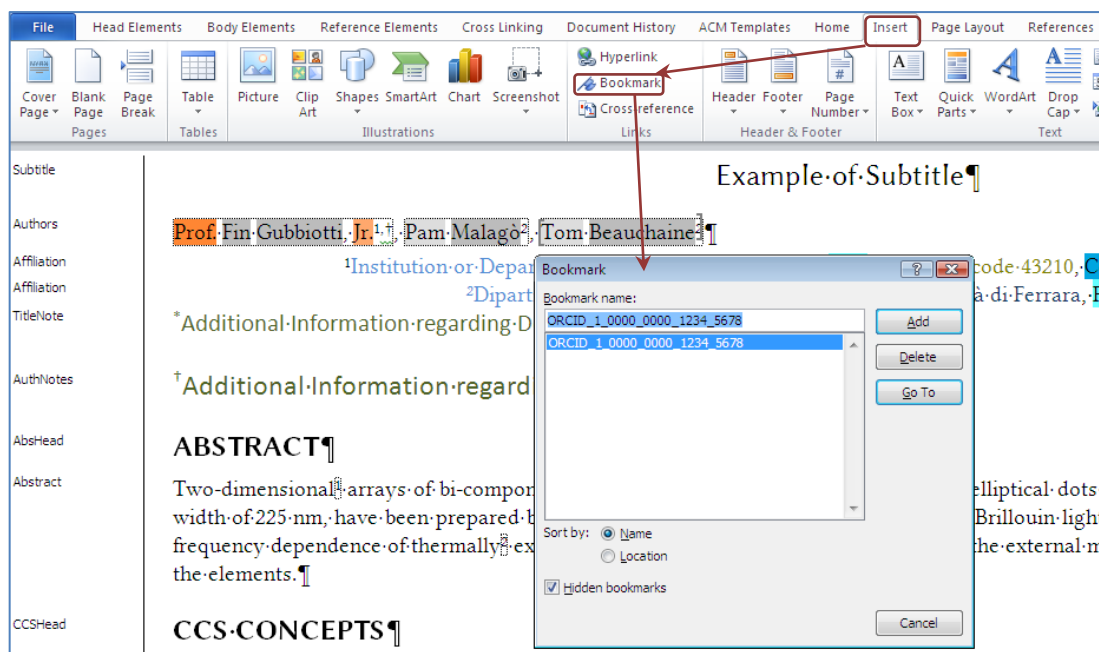 File Head Elements Body Elements Reference Elements Cross Linking Document History ACM Templates Home Insert Page Layout References
Hyperlink
Bookmark
Cross-reference
Cover Page Blank Page Page Break Table Picture Clip Art Shapes SmartArt Chart Screenshot Header Footer Page Number Text Box Quick Parts WordArt Drop Cap
Pages Tables Illustrations Links Header & Footer Text
Subtitle Example·of·Subtitle¶
Authors Prof.·Fin·Gubbiotti,·Jr.1,†,·Pam·Malagò2,·Tom·Beauchaine2¶
Affiliation 1Institution·or·Depar code·43210,·C
Affiliation 2Dipart à·di·Ferrara,·F
TitleNote *Additional·Information·regarding·D
AuthNotes †Additional·Information·regard
AbsHead ABSTRACT¶
Abstract Two-dimensional1·arrays·of·bi-compon elliptical·dots
width·of·225·nm,·have·been·prepared·b Brillouin·ligh
frequency·dependence·of·thermally2·ex the·external·m
the·elements.¶
CCSHead CCS·CONCEPTS¶
Bookmark
Bookmark name:
ORCID_1_0000_0000_1234_5678
Add
ORCID_1_0000_0000_1234_5678
Delete
Go To
Sort by: Name
Location
Hidden bookmarks
Cancel